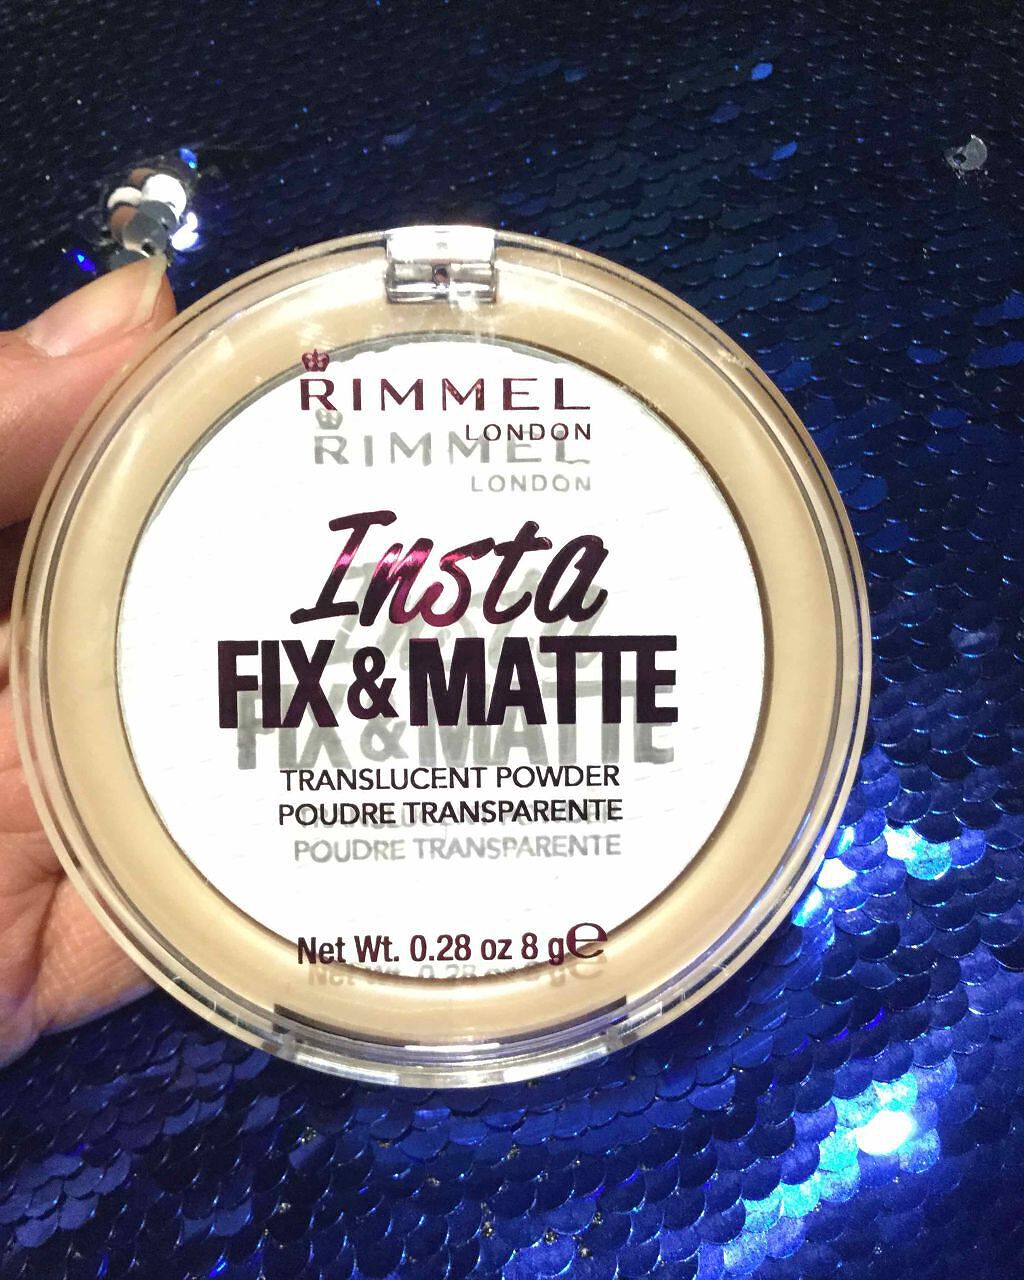 RIMMEL
LONDON
Insta
FIX & MATTE
TRANSLUCENT POWDER
POUDRE TRANSPARENTE
Net Wt. 0.28 oz 8 g ℮